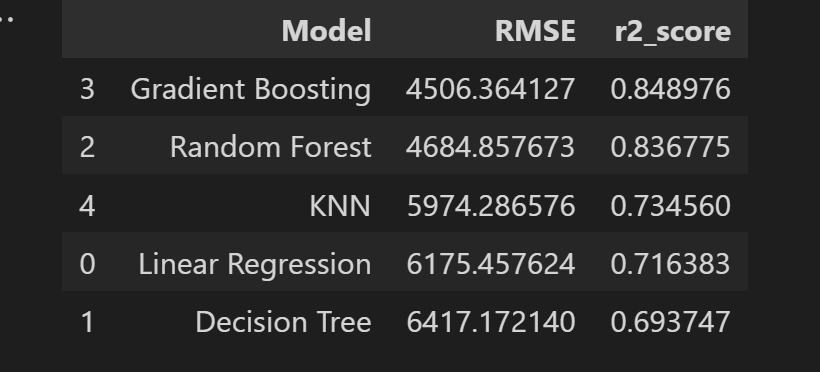 Model RMSE r2_score
3 Gradient Boosting 4506.364127 0.848976
2 Random Forest 4684.857673 0.836775
4 KNN 5974.286576 0.734560
0 Linear Regression 6175.457624 0.716383
1 Decision Tree 6417.172140 0.693747